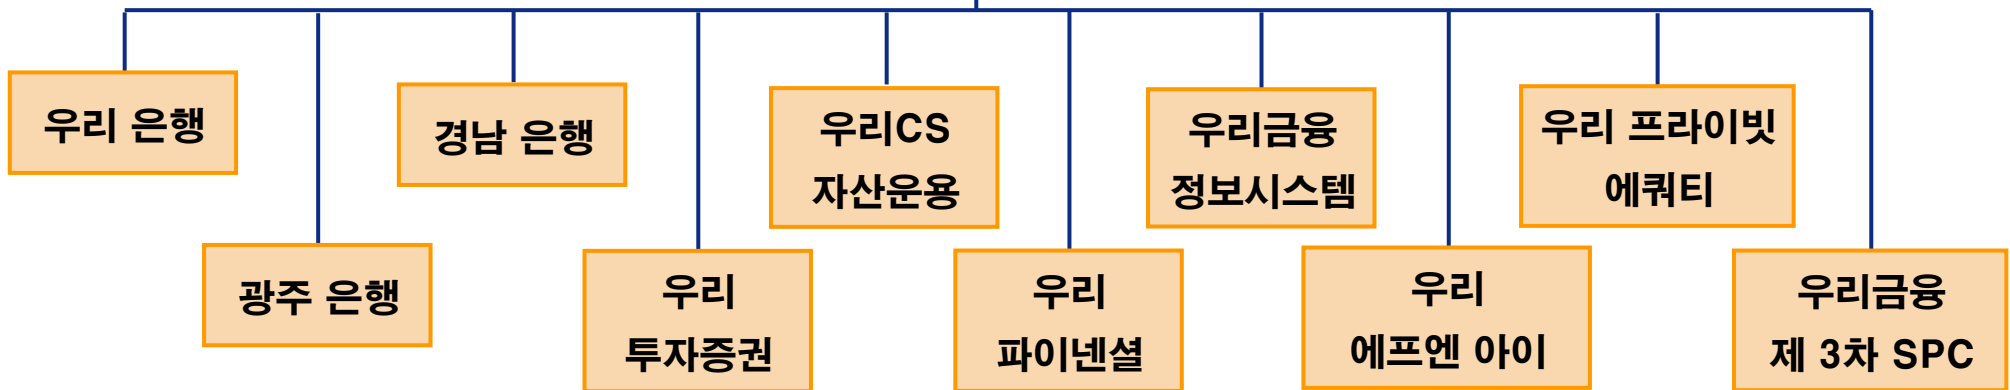 우리 은행
광주 은행
경남 은행
우리
투자증권
우리CS
자산운용
우리
파이넨셜
우리금융
정보시스템
우리
에프엔 아이
우리 프라이빗
에쿼티
우리금융
제 3차 SPC